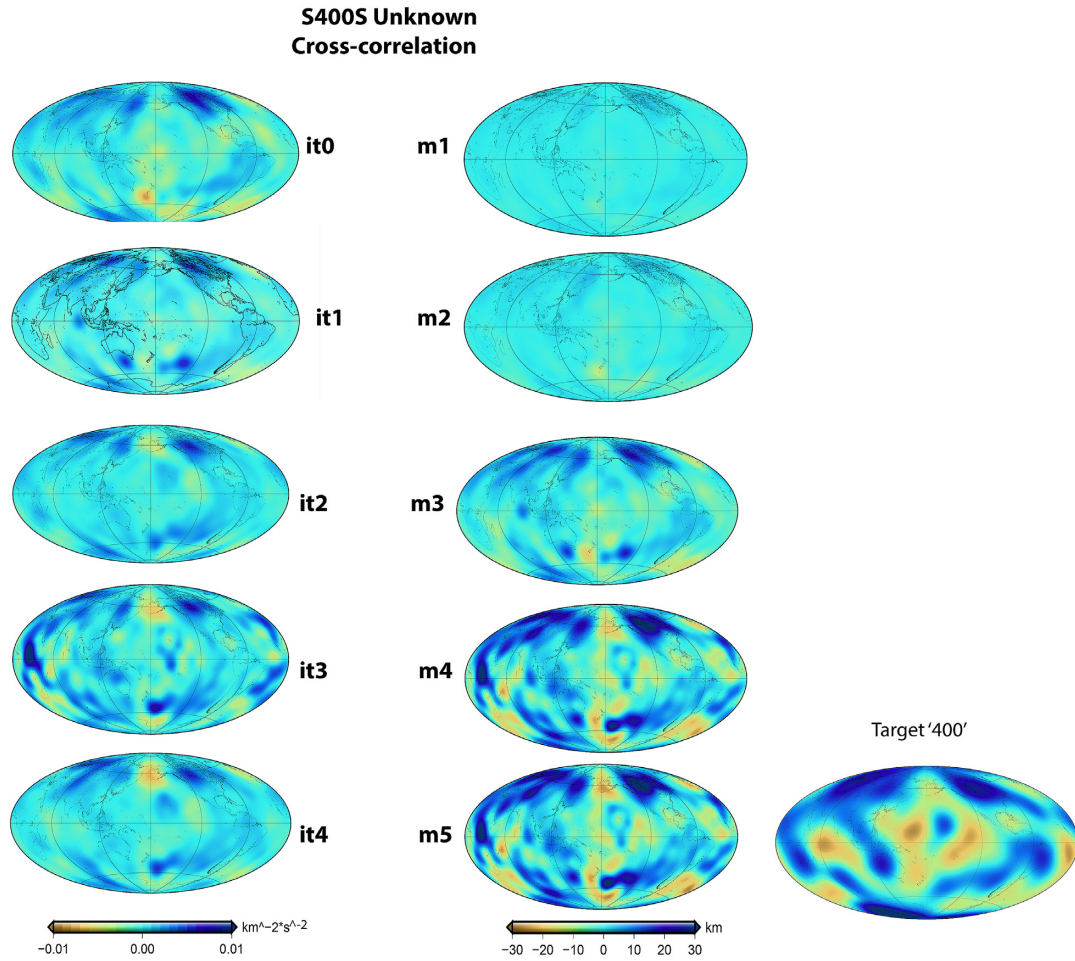 S400S Unknown
Cross-correlation
it0
m1
it1
m2
it2
m3
it3
m4
Target ‘400’
it4
m5
km^−2*s^−2
−0.01 0.00 0.01
km
−30 −20 −10 0 10 20 30